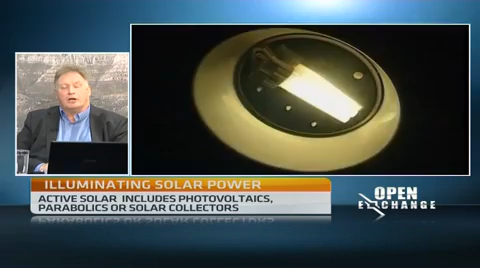 ILLUMINATING SOLAR POWER
ACTIVE SOLAR INCLUDES PHOTOVOLTAICS,
PARABOLICS OR SOLAR COLLECTORS
OPEN
EXCHANGE